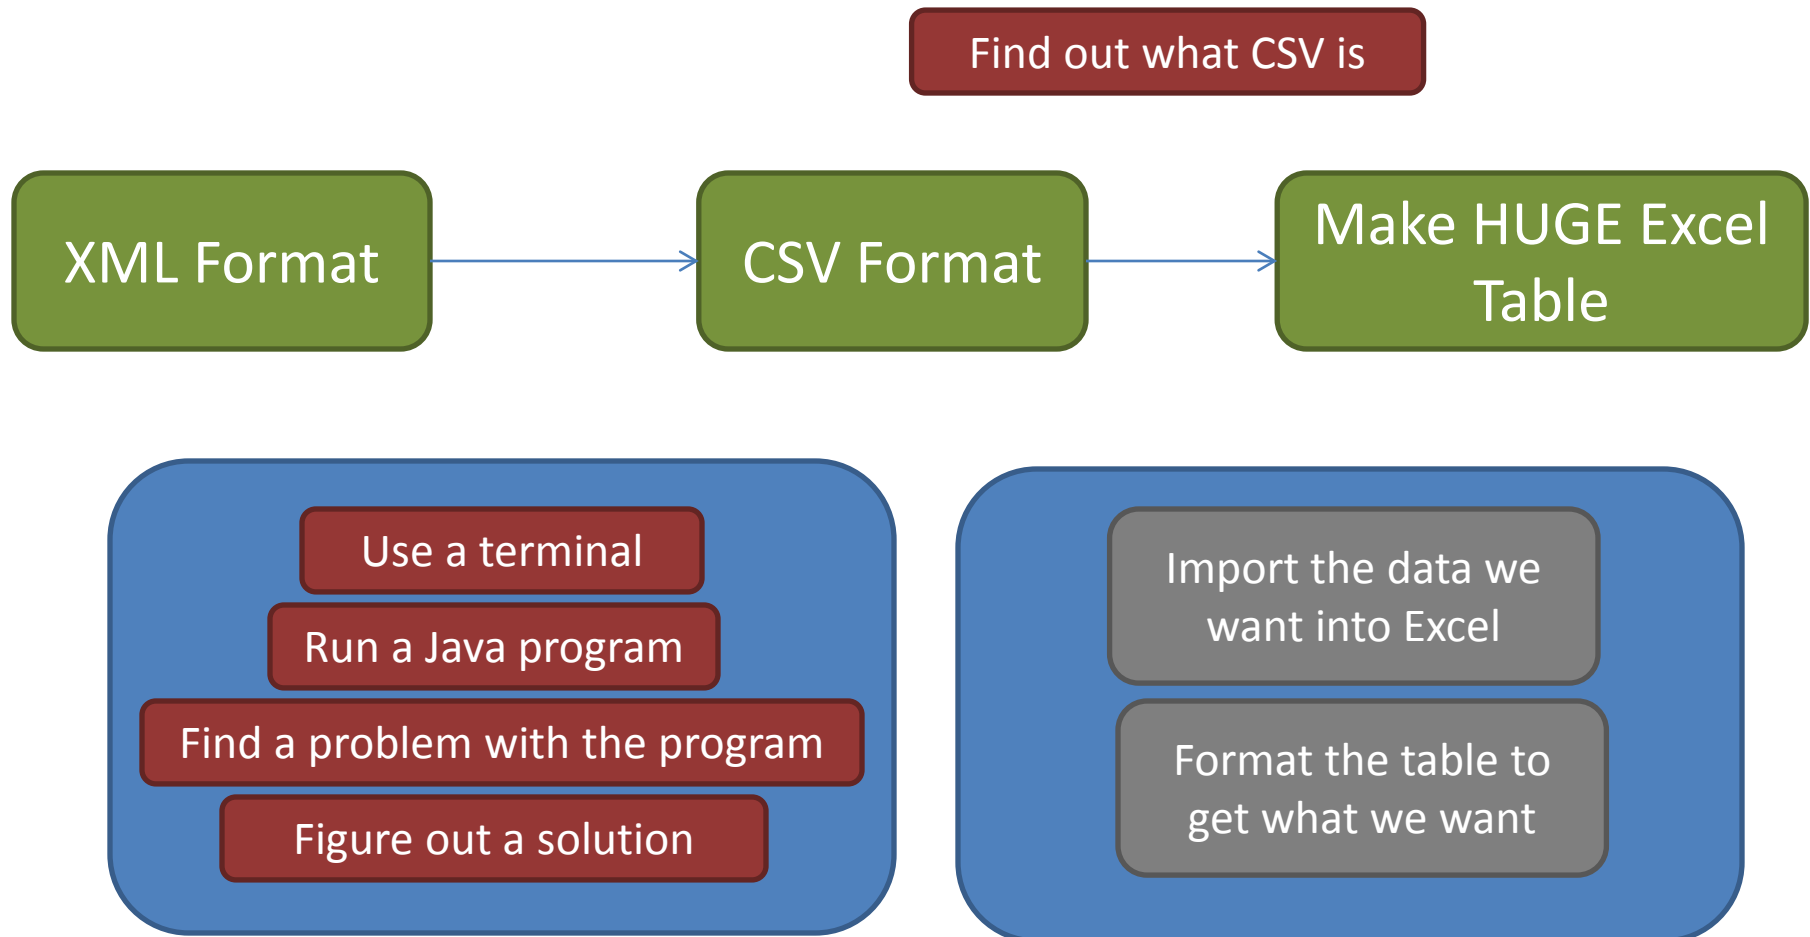 Find out what CSV is
XML Format
CSV Format
Make HUGE Excel
Table
Use a terminal
Run a Java program
Find a problem with the program
Figure out a solution
Import the data we
want into Excel
Format the table to
get what we want